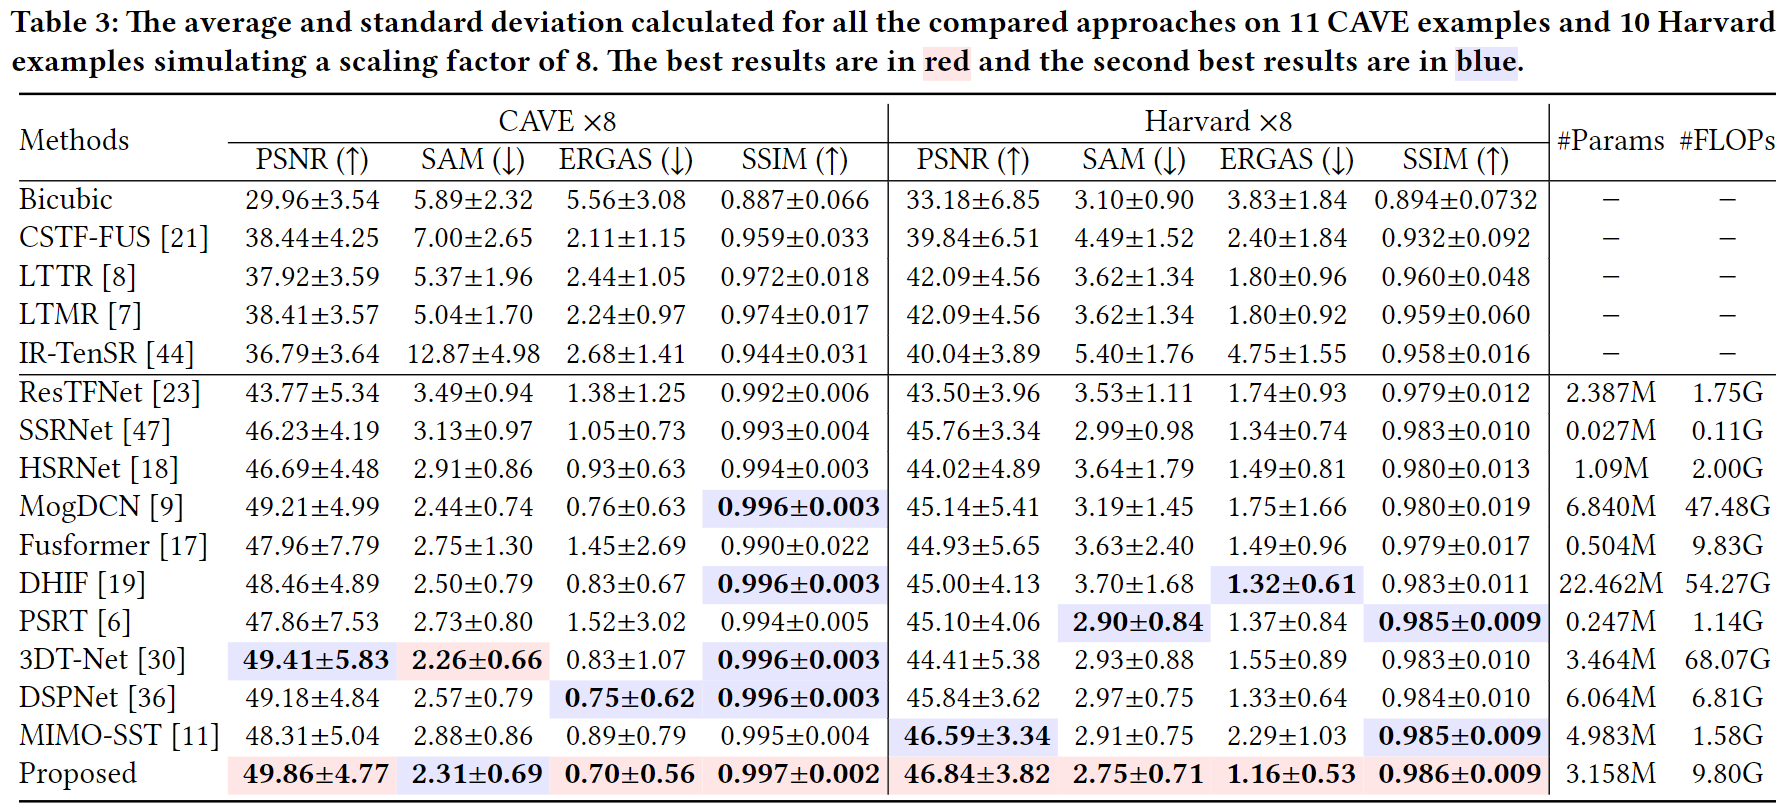 Table 3: The average and standard deviation calculated for all the compared approaches on 11 CAVE examples and 10 Harvard
examples simulating a scaling factor of 8. The best results are in red and the second best results are in blue.
Methods CAVE ×8 Harvard ×8 #Params #FLOPs
PSNR (↑) SAM (↓) ERGAS (↓) SSIM (↑) PSNR (↑) SAM (↓) ERGAS (↓) SSIM (↑)
Bicubic 29.96±3.54 5.89±2.32 5.56±3.08 0.887±0.066 33.18±6.85 3.10±0.90 3.83±1.84 0.894±0.0732 − −
CSTF-FUS [21] 38.44±4.25 7.00±2.65 2.11±1.15 0.959±0.033 39.84±6.51 4.49±1.52 2.40±1.84 0.932±0.092 − −
LTTR [8] 37.92±3.59 5.37±1.96 2.44±1.05 0.972±0.018 42.09±4.56 3.62±1.34 1.80±0.96 0.960±0.048 − −
LTMR [7] 38.41±3.57 5.04±1.70 2.24±0.97 0.974±0.017 42.09±4.56 3.62±1.34 1.80±0.92 0.959±0.060 − −
IR-TenSR [44] 36.79±3.64 12.87±4.98 2.68±1.41 0.944±0.031 40.04±3.89 5.40±1.76 4.75±1.55 0.958±0.016 − −
ResTFNet [23] 43.77±5.34 3.49±0.94 1.38±1.25 0.992±0.006 43.50±3.96 3.53±1.11 1.74±0.93 0.979±0.012 2.387M 1.75G
SSRNet [47] 46.23±4.19 3.13±0.97 1.05±0.73 0.993±0.004 45.76±3.34 2.99±0.98 1.34±0.74 0.983±0.010 0.027M 0.11G
HSRNet [18] 46.69±4.48 2.91±0.86 0.93±0.63 0.994±0.003 44.02±4.89 3.64±1.79 1.49±0.81 0.980±0.013 1.09M 2.00G
MogDCN [9] 49.21±4.99 2.44±0.74 0.76±0.63 0.996±0.003 45.14±5.41 3.19±1.45 1.75±1.66 0.980±0.019 6.840M 47.48G
Fusformer [17] 47.96±7.79 2.75±1.30 1.45±2.69 0.990±0.022 44.93±5.65 3.63±2.40 1.49±0.96 0.979±0.017 0.504M 9.83G
DHIF [19] 48.46±4.89 2.50±0.79 0.83±0.67 0.996±0.003 45.00±4.13 3.70±1.68 1.32±0.61 0.983±0.011 22.462M 54.27G
PSRT [6] 47.86±7.53 2.73±0.80 1.52±3.02 0.994±0.005 45.10±4.06 2.90±0.84 1.37±0.84 0.985±0.009 0.247M 1.14G
3DT-Net [30] 49.41±5.83 2.26±0.66 0.83±1.07 0.996±0.003 44.41±5.38 2.93±0.88 1.55±0.89 0.983±0.010 3.464M 68.07G
DSPNet [36] 49.18±4.84 2.57±0.79 0.75±0.62 0.996±0.003 45.84±3.62 2.97±0.75 1.33±0.64 0.984±0.010 6.064M 6.81G
MIMO-SST [11] 48.31±5.04 2.88±0.86 0.89±0.79 0.995±0.004 46.59±3.34 2.91±0.75 2.29±1.03 0.985±0.009 4.983M 1.58G
Proposed 49.86±4.77 2.31±0.69 0.70±0.56 0.997±0.002 46.84±3.82 2.75±0.71 1.16±0.53 0.986±0.009 3.158M 9.80G